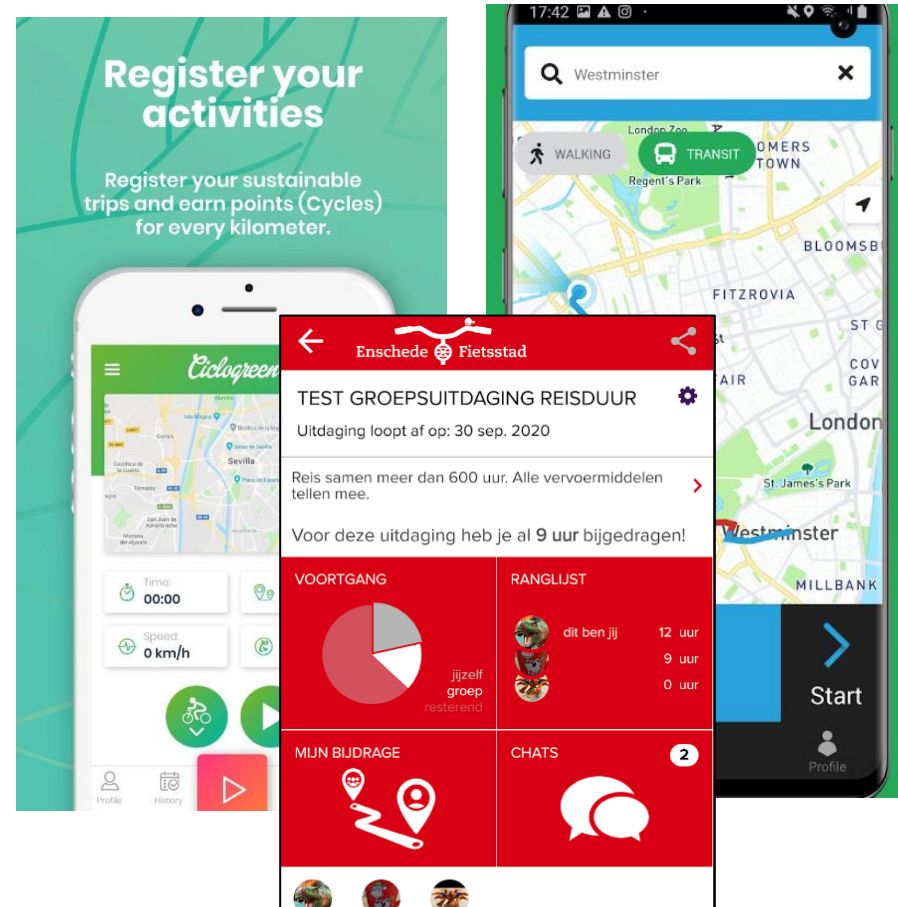 Register your
activities
Register your sustainable
trips and earn points (Cycles)
for every kilometer.
Ciclogreen
Sevilla
Time:
00:00
Speed:
0 km/h
Profile
History
17:42
Westminster
London Zoo
WALKING
TRANSIT
OMERS
TOWN
Regent's Park
BLOOMSB
FITZROVIA
ST G
COV
GAR
AIR
London
St. James's Park
Westminster
MILLBANK
Start
Profile
Enschede Fietsstad
TEST GROEPSUITDAGING REISDUUR
Uitdaging loopt af op: 30 sep. 2020
Reis samen meer dan 600 uur. Alle vervoermiddelen
tellen mee.
Voor deze uitdaging heb je al 9 uur bijgedragen!
VOORTGANG
jijzelf
groep
resterend
RANGLIJST
dit ben jij 12 uur
9 uur
0 uur
MIJN BIJDRAGE
CHATS 2